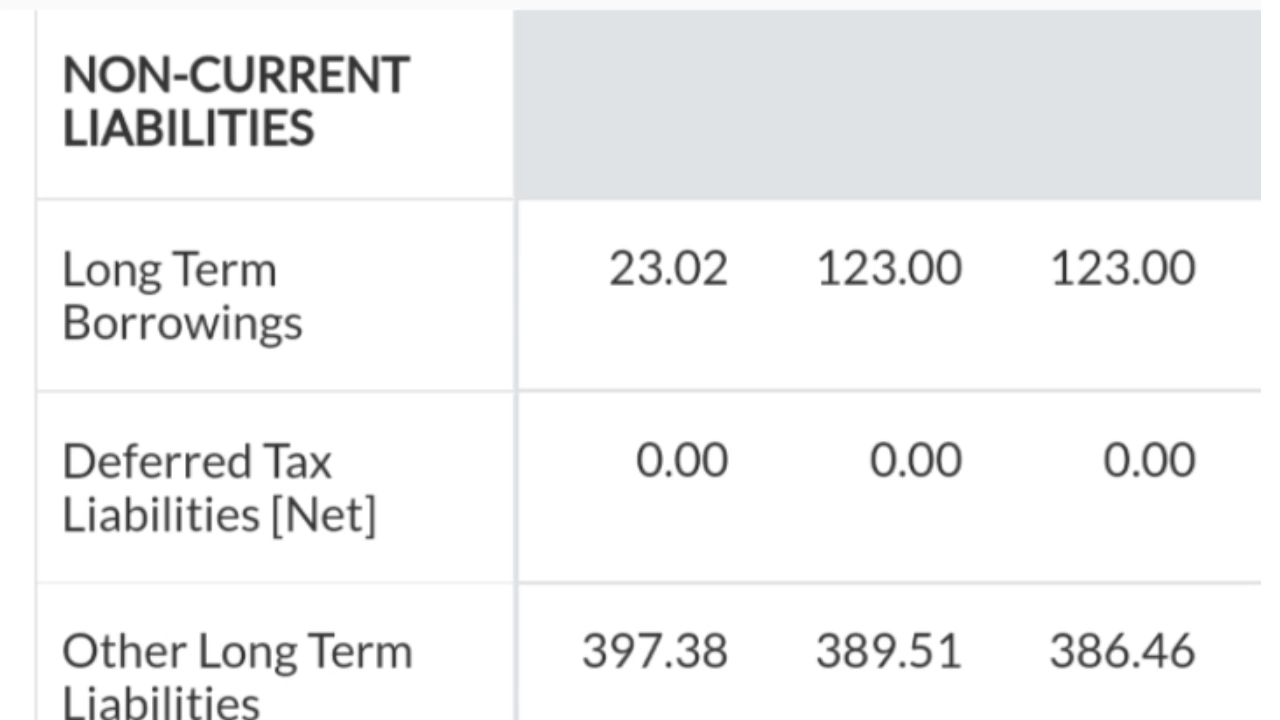 NON-CURRENT
LIABILITIES
Long Term
Borrowings
23.02 123.00 123.00
Deferred Tax
Liabilities [Net]
0.00 0.00 0.00
Other Long Term
Liabilities
397.38 389.51 386.46